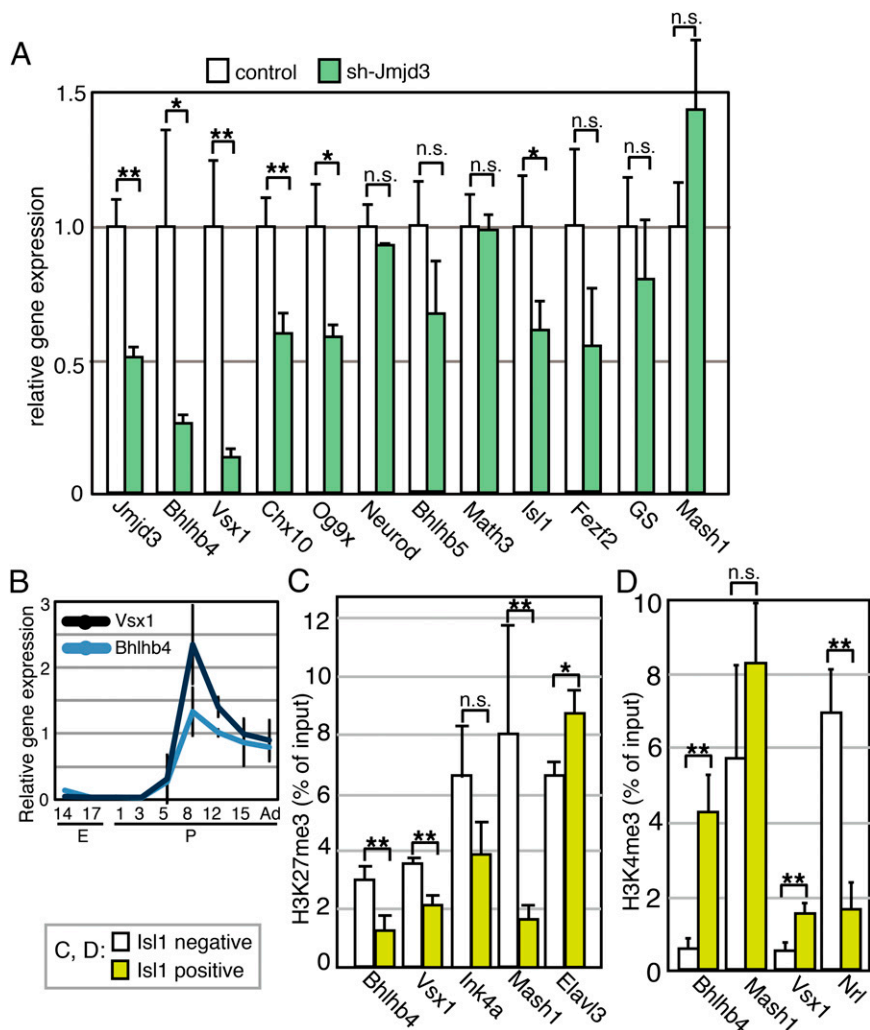 A
control sh-Jmjd3
relative gene expression
1.5
1.0
0.5
0
** * ** ** * n.s. n.s. n.s. * n.s. n.s. n.s.
Jmjd3 Bhlhb4 Vsx1 Chx10 Og9x Neurod Bhlhb5 Math3 Isl1 Fezf2 GS Mash1
B
Relative gene expression
3
2
1
0
Vsx1
Bhlhb4
14 17 1 3 5 8 12 15 Ad
E P
C
H3K27me3 (% of input)
12
10
8
6
4
2
0
** ** n.s. ** *
Bhlhb4 Vsx1 Ink4a Mash1 Elavl3
D
H3K4me3 (% of input)
10
8
6
4
2
0
** n.s. ** **
Bhlhb4 Mash1 Vsx1 Nrl
C, D:
Isl1 negative
Isl1 positive